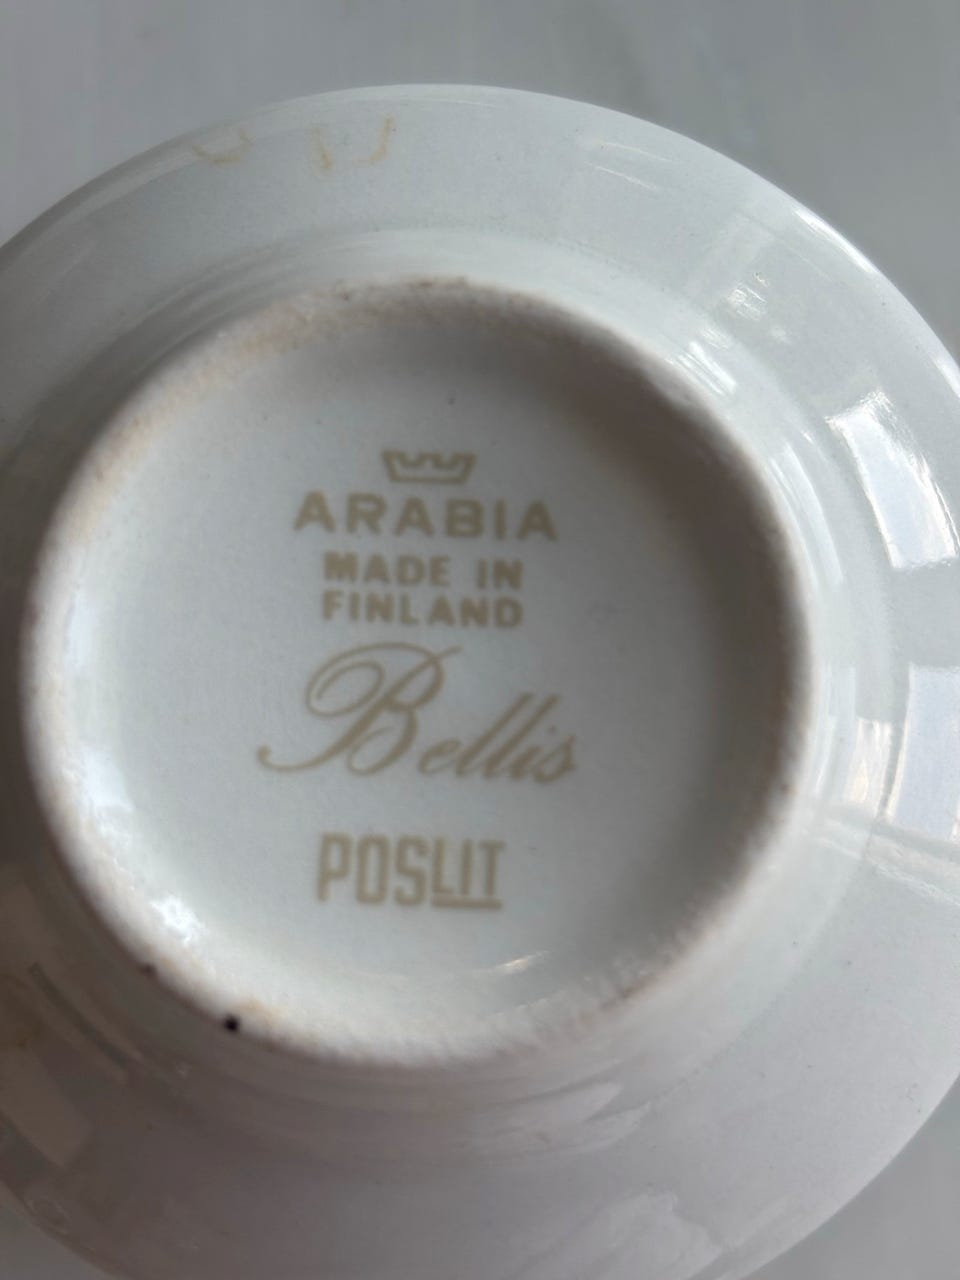 ARABIA
MADE IN
FINLAND
Bellis
POSLIT